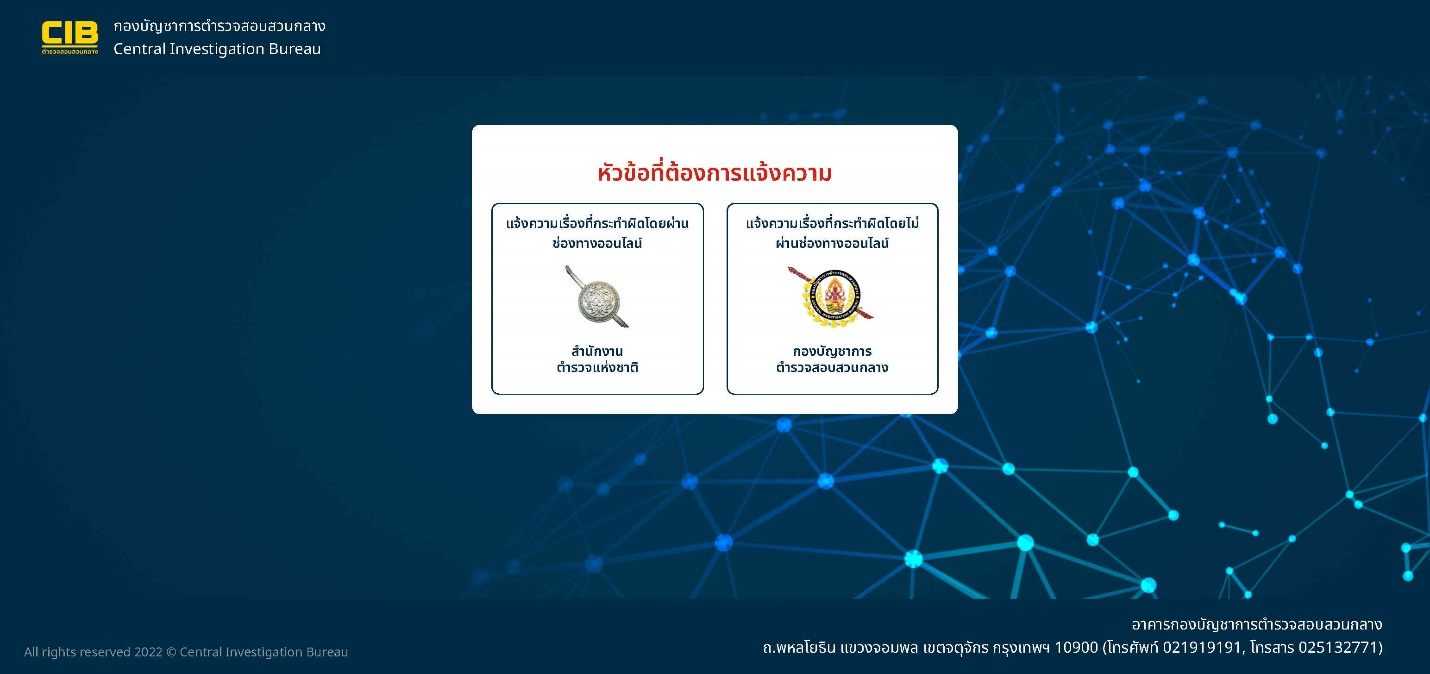 CIB
ตำรวจสอบสวนกลาง
กองบัญชาการตำรวจสอบสวนกลาง
Central Investigation Bureau
หัวข้อที่ต้องการแจ้งความ
แจ้งความเรื่องที่กระทำผิดโดยผ่าน
ช่องทางออนไลน์
สำนักงาน
ตำรวจแห่งชาติ
แจ้งความเรื่องที่กระทำผิดโดยไม่
ผ่านช่องทางออนไลน์
กองบัญชาการ
ตำรวจสอบสวนกลาง
อาคารกองบัญชาการตำรวจสอบสวนกลาง
ถ.พหลโยธิน แขวงจอมพล เขตจตุจักร กรุงเทพฯ 10900 (โทรศัพท์ 021919191, โทรสาร 025132771)
All rights reserved 2022 © Central Investigation Bureau